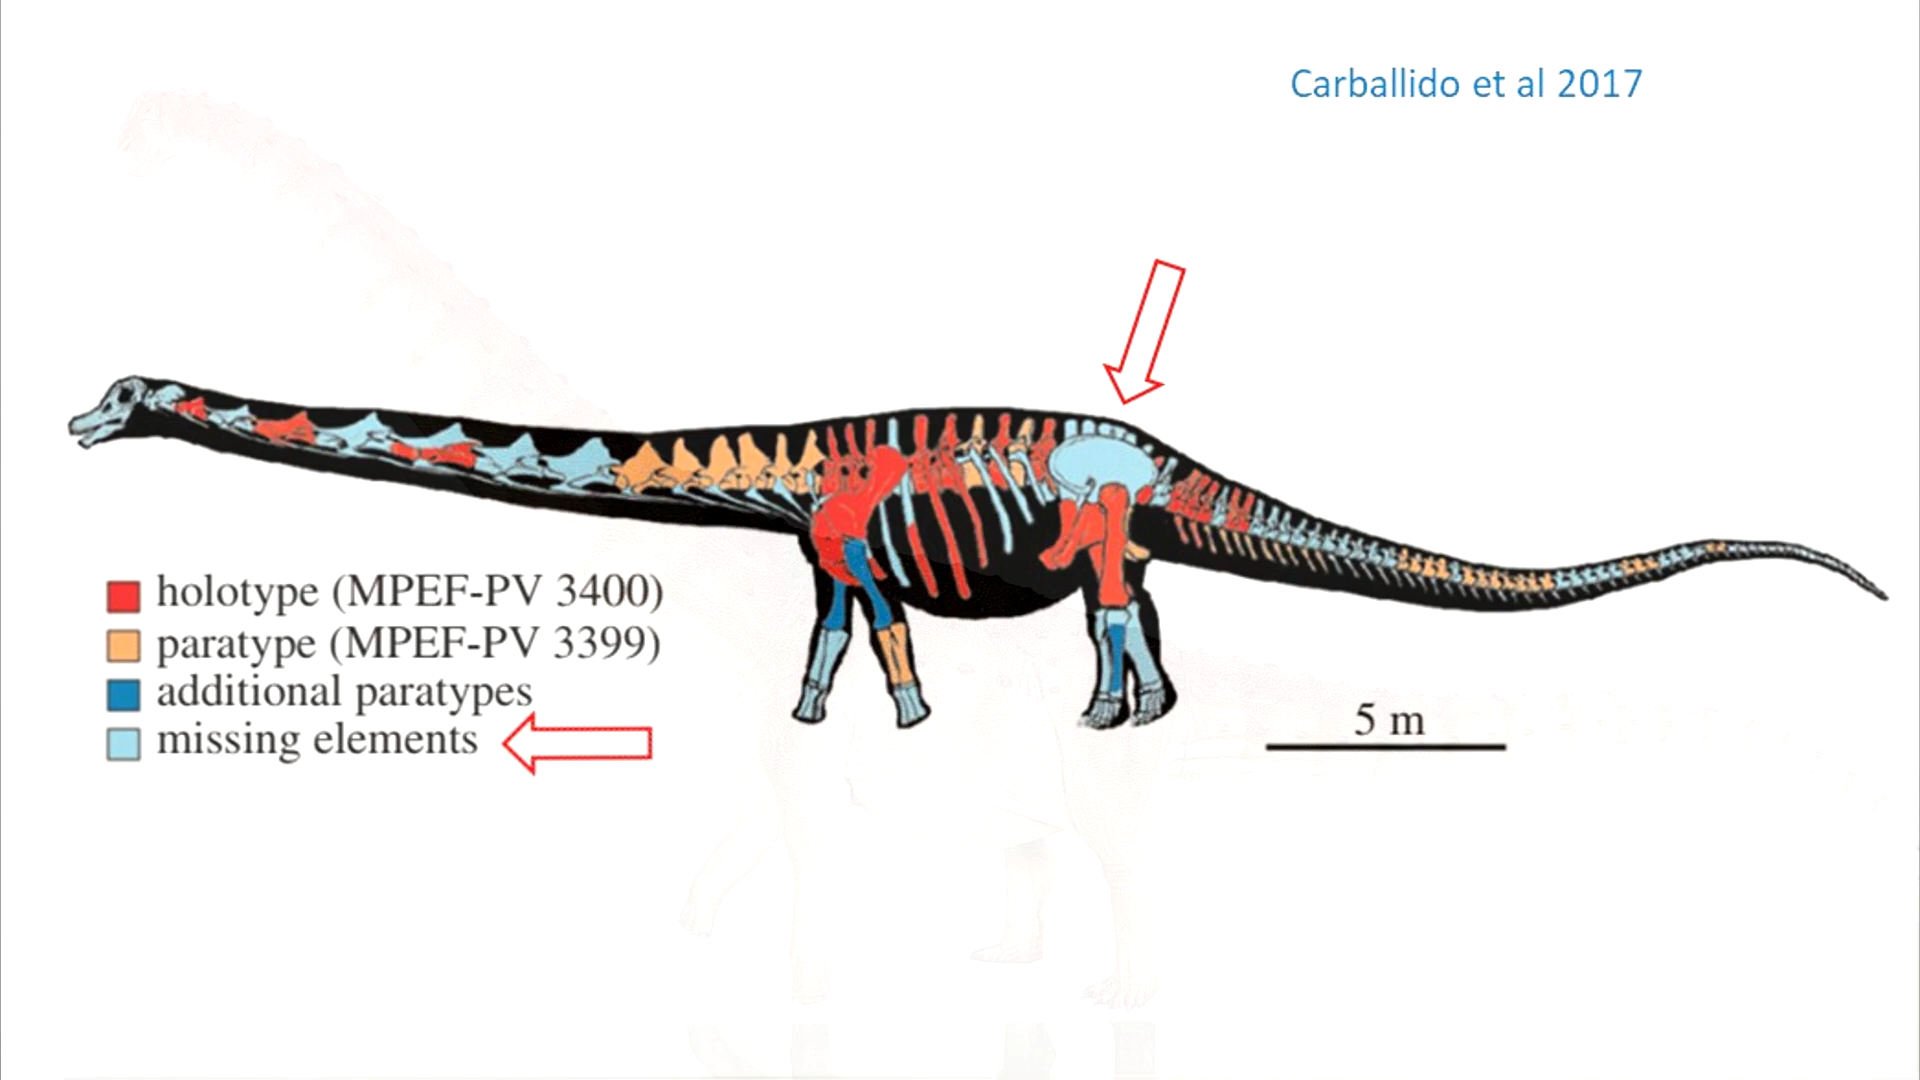 Carballido et al 2017
holotype (MPEF-PV 3400)
paratype (MPEF-PV 3399)
additional paratypes
missing elements
5 m